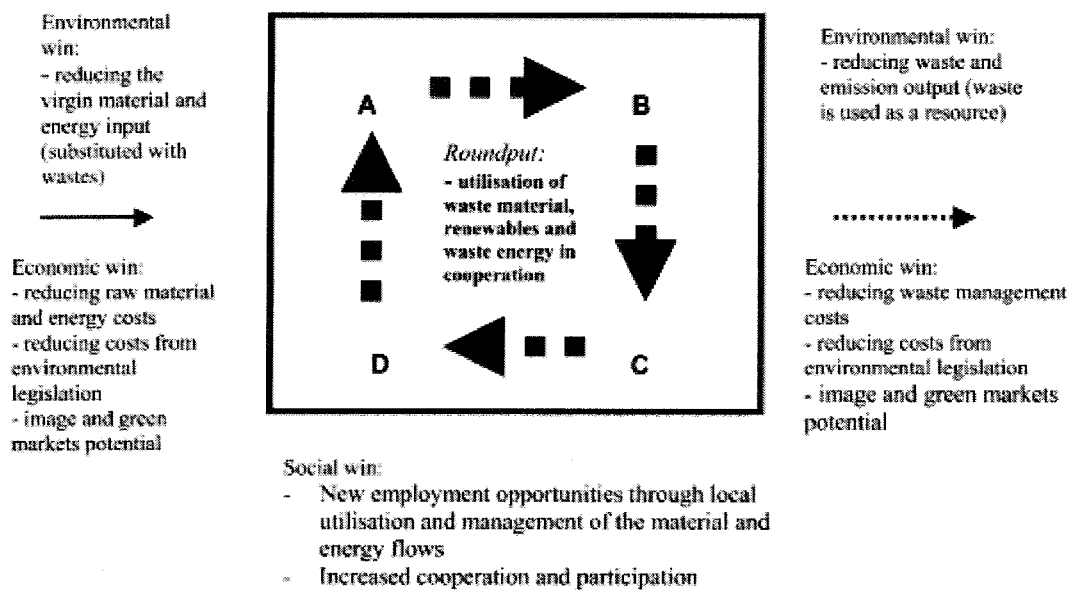 Environmental
win:
- reducing the
virgin material and
energy input
(substituted with
wastes)
Economic win:
- reducing raw material
and energy costs
- reducing costs from
environmental
legislation
- image and green
markets potential
A
B
Roundput:
- utilisation of
waste material,
renewables and
waste energy in
cooperation
D
C
Environmental win:
- reducing waste and
emission output (waste
is used as a resource)
Economic win:
- reducing waste management
costs
- reducing costs from
environmental legislation
- image and green markets
potential
Social win:
- New employment opportunities through local
utilisation and management of the material and
energy flows
- Increased cooperation and participation